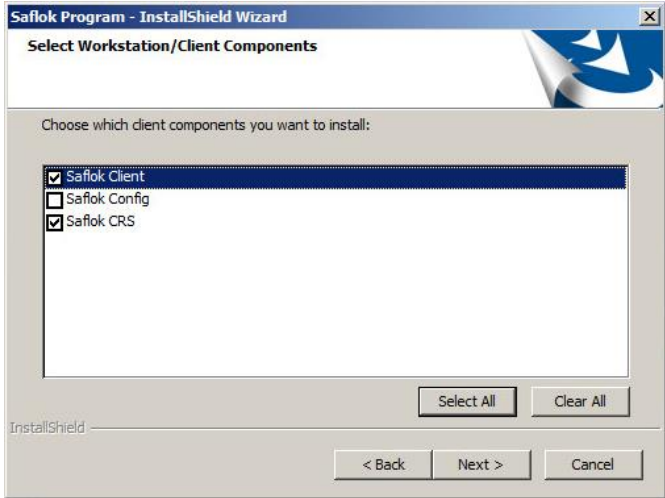 Saflok Program - InstallShield Wizard
Select Workstation/Client Components
Choose which client components you want to install:
Saflok Client
Saflok Config
Saflok CRS
Select All
Clear All
InstallShield
< Back
Next >
Cancel